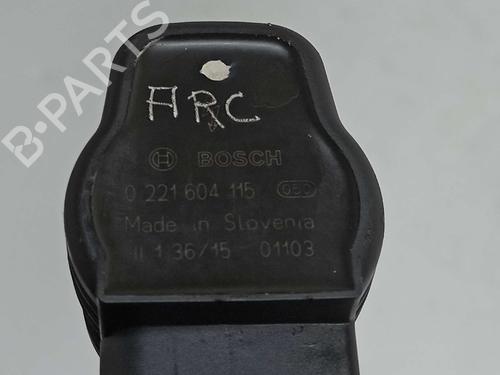 ARC
BOSCH
0 221 604 115
Made in Slovenia
1 36/15 01103
B-PARTS